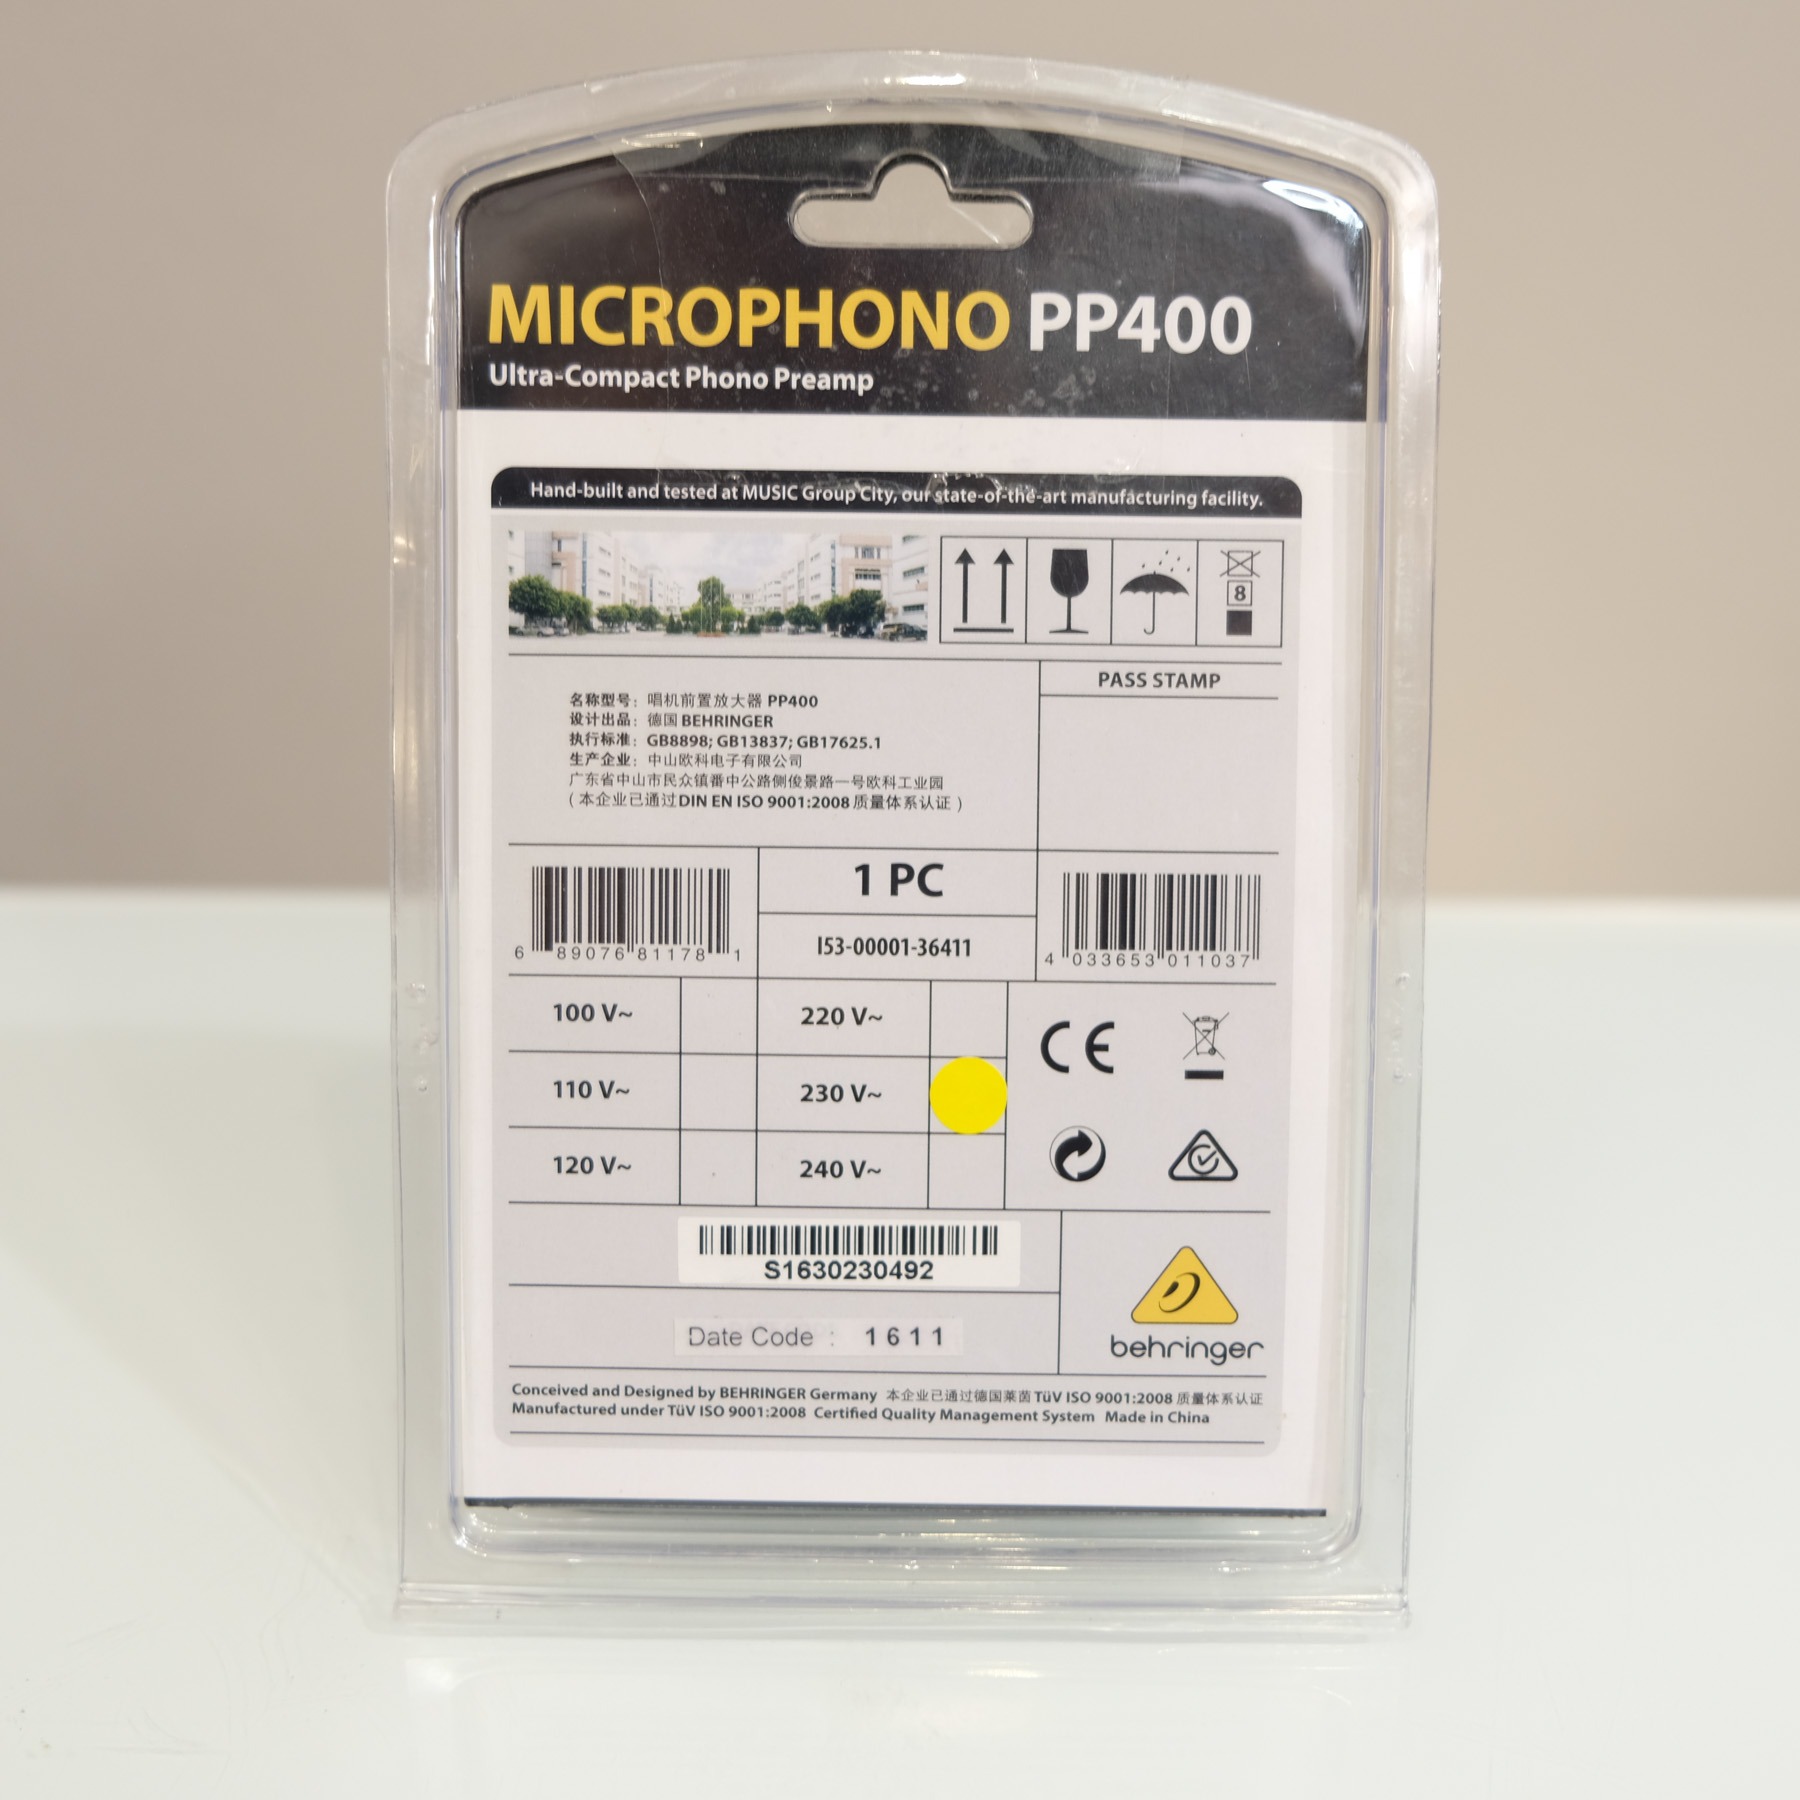 MICROPHONO PP400
Ultra-Compact Phono Preamp
Hand-built and tested at MUSIC Group City, our state-of-the-art manufacturing facility.
8
PASS STAMP
名称型号：唱机前置放大器 PP400
设计出品：德国 BEHRINGER
执行标准：GB8898; GB13837; GB17625.1
生产企业：中山欧科电子有限公司
广东省中山市民众镇番中公路侧俊景路一号欧科工业园
(本企业已通过DIN EN ISO 9001:2008 质量体系认证 )
6 89076 81178 1
1 PC
I53-00001-36411
4 033653 011037
100 V~
220 V~
110 V~
230 V~
120 V~
240 V~
CE
S1630230492
Date Code : 1611
behringer
Conceived and Designed by BEHRINGER Germany 本企业已通过德国莱茵 TüV ISO 9001:2008 质量体系认证
Manufactured under TüV ISO 9001:2008 Certified Quality Management System Made in China